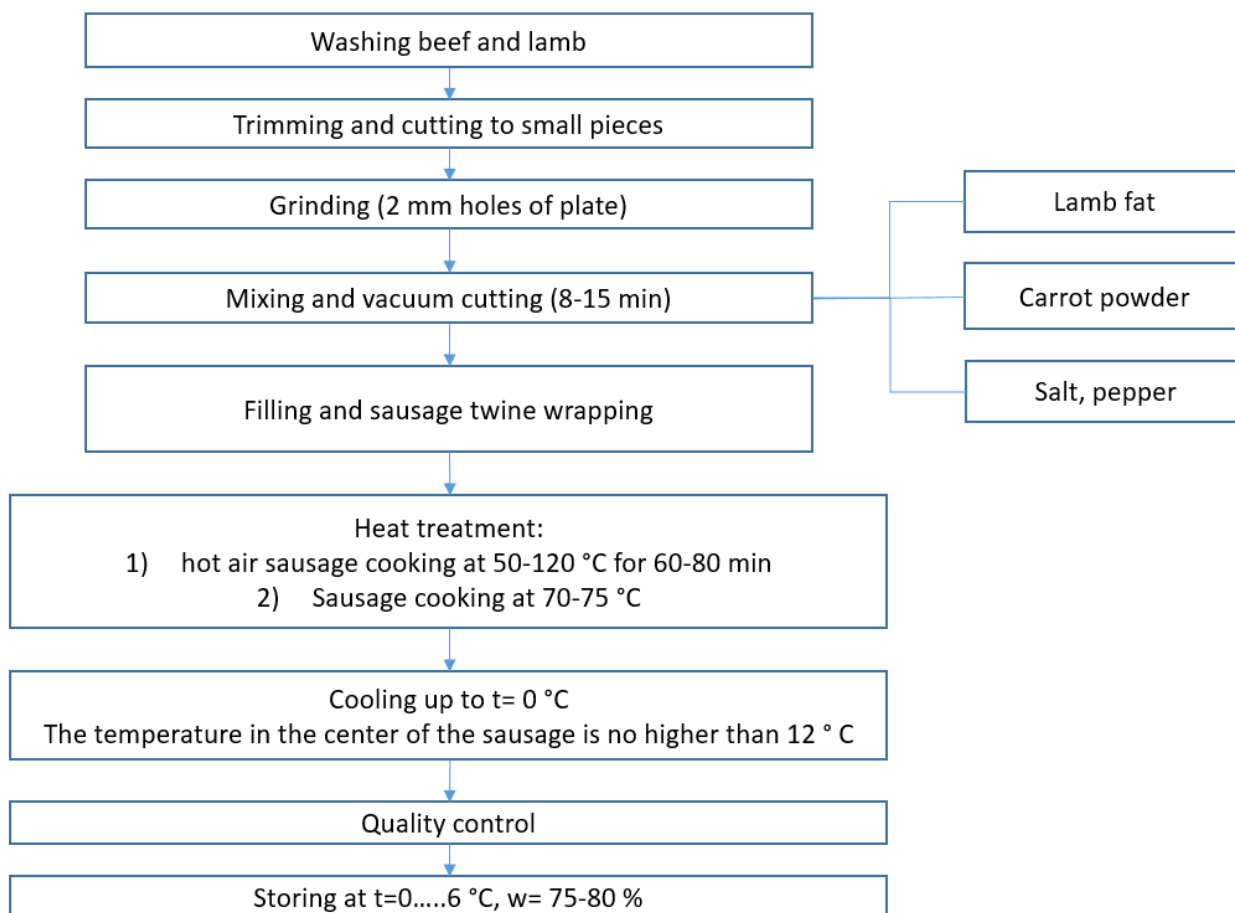 Washing beef and lamb
Trimming and cutting to small pieces
Grinding (2 mm holes of plate)
Mixing and vacuum cutting (8-15 min)
Lamb fat
Carrot powder
Salt, pepper
Filling and sausage twine wrapping
Heat treatment:
1) hot air sausage cooking at 50-120 °C for 60-80 min
2) Sausage cooking at 70-75 °C
Cooling up to t= 0 °C
The temperature in the center of the sausage is no higher than 12 ° C
Quality control
Storing at t=0.....6 °C, w= 75-80 %